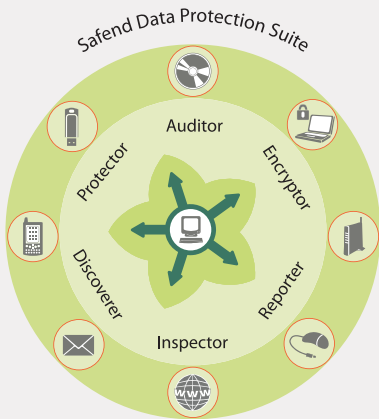 Safend Data Protection Suite
Auditor
Encryptor
Reporter
Inspector
Discoverer
Protector
WWW